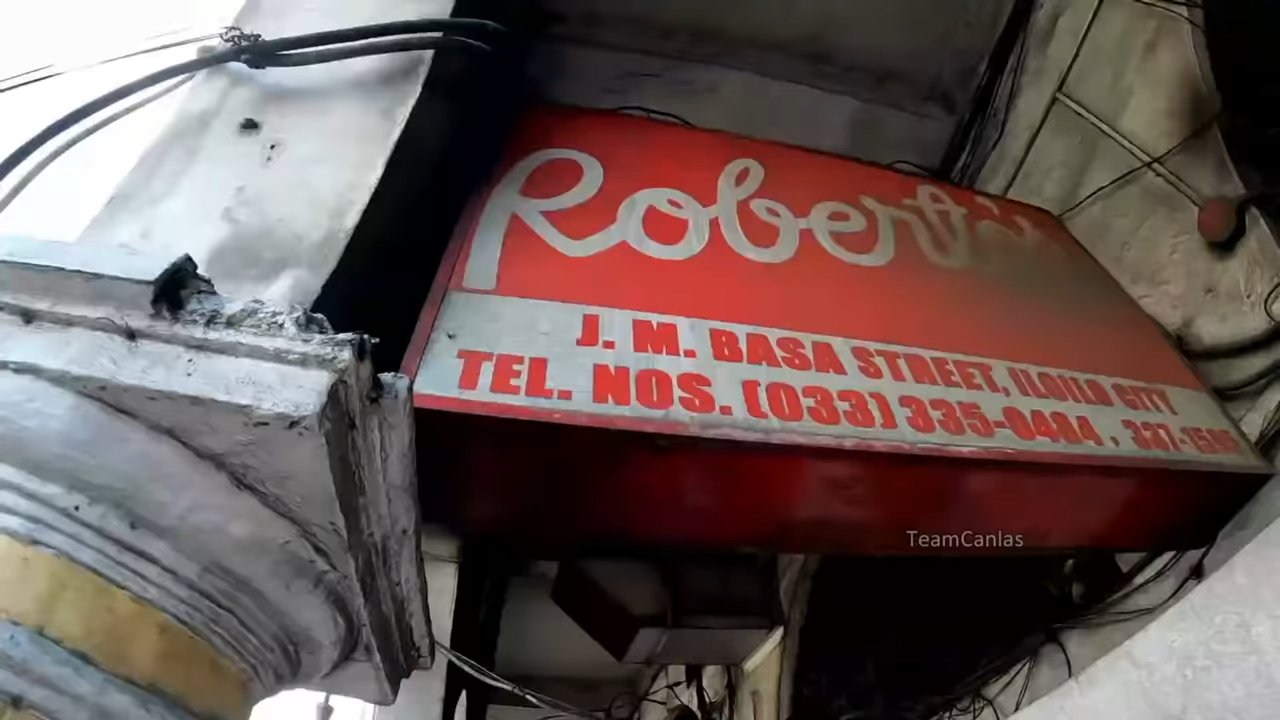 Robert's
J. M. BASA STREET, ILOILO CITY
TEL. NOS. (033) 335-0484 ,
TeamCanlas